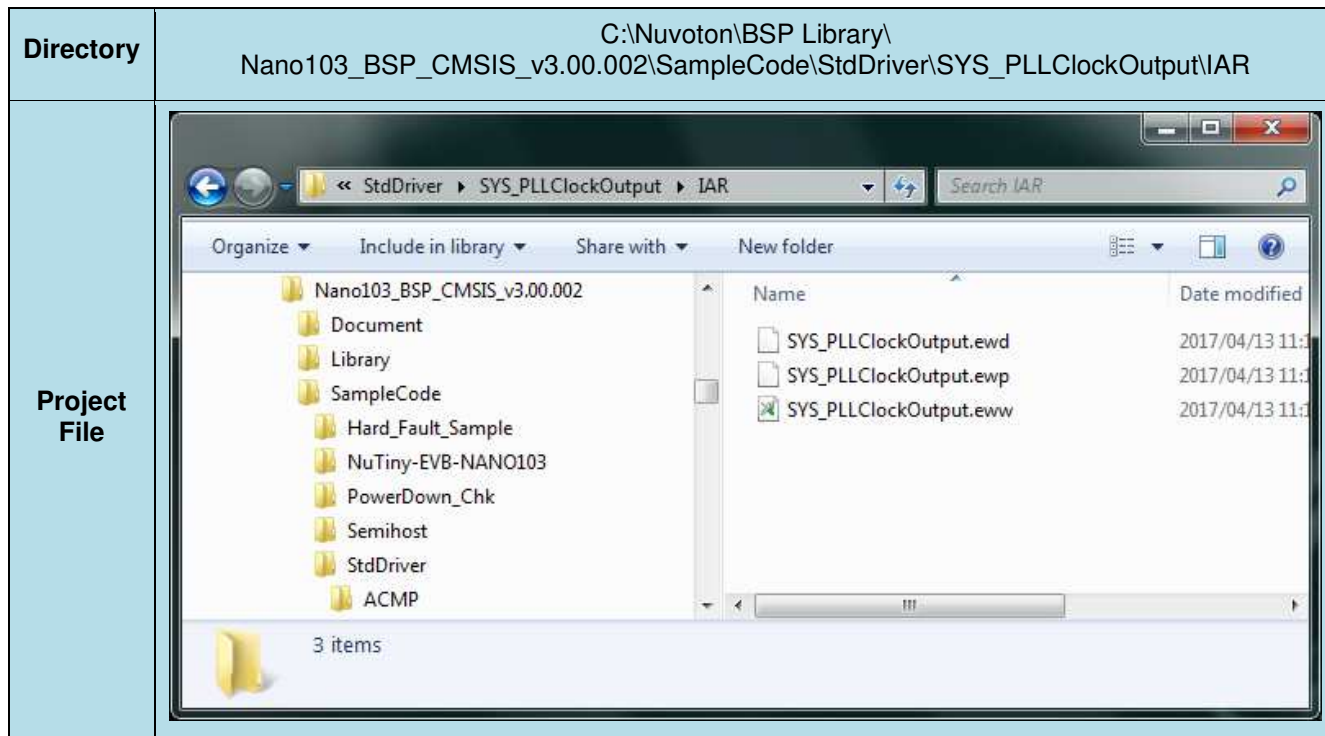 Directory
C:\Nuvoton\BSP Library\
Nano103_BSP_CMSIS_v3.00.002\SampleCode\StdDriver\SYS_PLLClockOutput\IAR
Project
File
« StdDriver ▸ SYS_PLLClockOutput ▸ IAR
Search IAR
Organize ▾ Include in library ▾ Share with ▾ New folder
Nano103_BSP_CMSIS_v3.00.002
Document
Library
SampleCode
Hard_Fault_Sample
NuTiny-EVB-NANO103
PowerDown_Chk
Semihost
StdDriver
ACMP
Name Date modified
SYS_PLLClockOutput.ewd 2017/04/13 11:1
SYS_PLLClockOutput.ewp 2017/04/13 11:1
SYS_PLLClockOutput.eww 2017/04/13 11:1
3 items